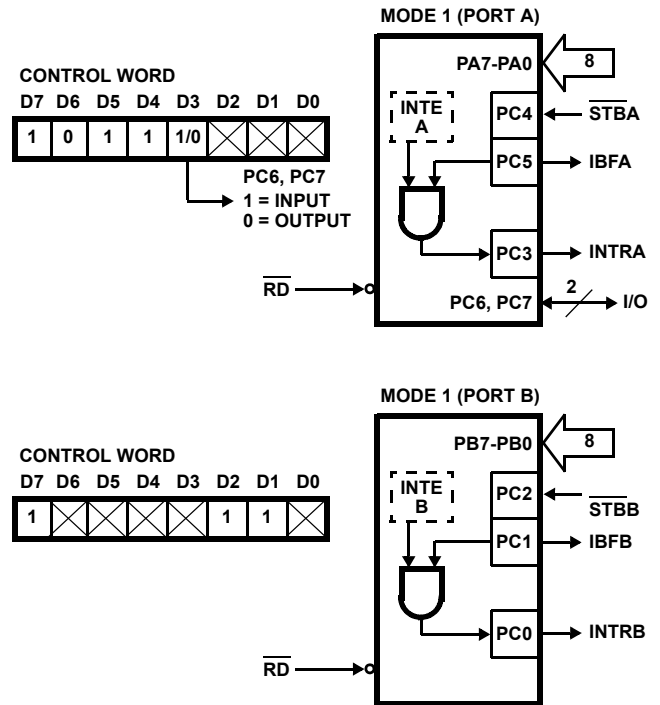 MODE 1 (PORT A)
CONTROL WORD
D7 D6 D5 D4 D3 D2 D1 D0
1 0 1 1 1/0
PC6, PC7
1 = INPUT
0 = OUTPUT
PA7-PA0
8
INTE
A
PC4
STBA
PC5
IBFA
PC3
INTRA
RD
PC6, PC7
2
I/O
MODE 1 (PORT B)
CONTROL WORD
D7 D6 D5 D4 D3 D2 D1 D0
1 1 1
PB7-PB0
8
INTE
B
PC2
STBB
PC1
IBFB
PC0
INTRB
RD